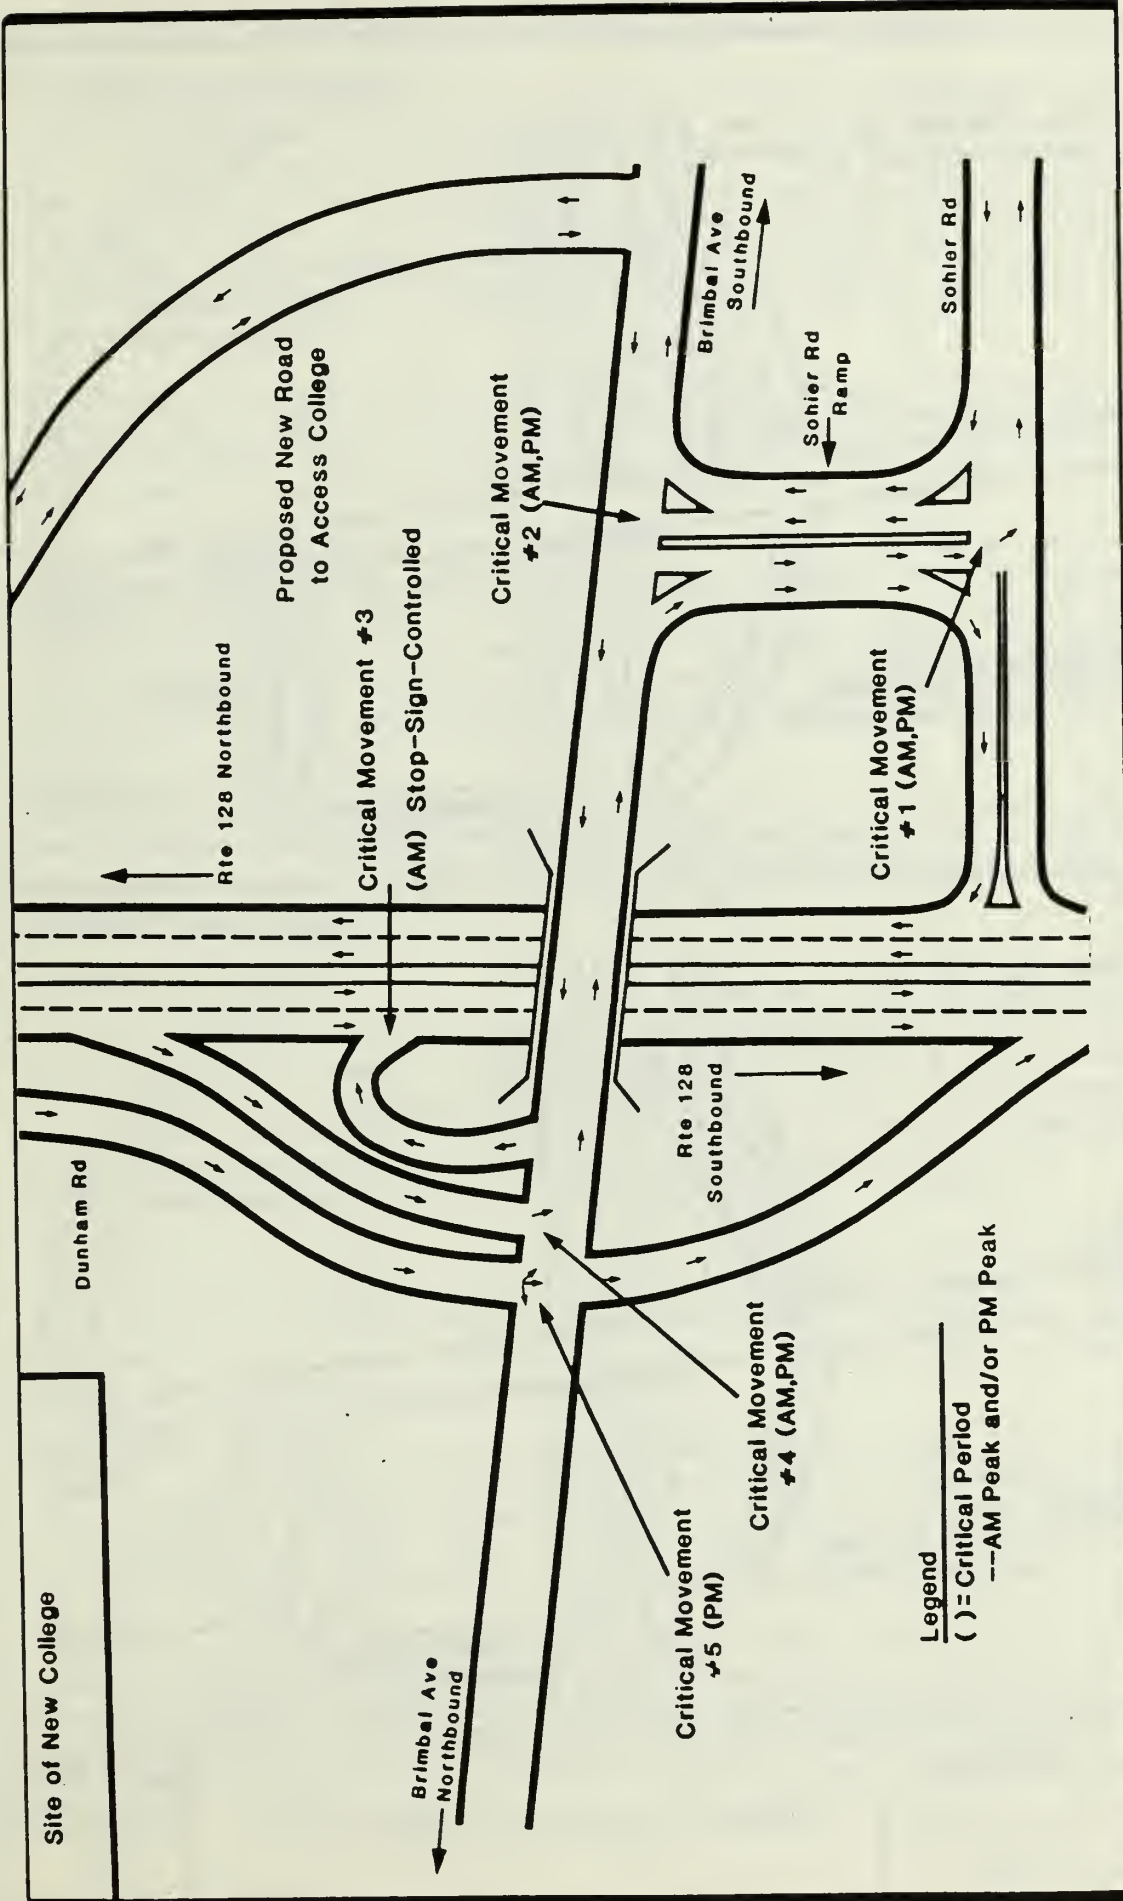 Site of New College
Dunham Rd
Rte 128 Northbound
Proposed New Road
to Access College
Critical Movement #3
(AM) Stop-Sign-Controlled
Critical Movement
#2 (AM,PM)
Brimbal Ave
Southbound
Sohier Rd
Ramp
Sohier Rd
Critical Movement
#1 (AM,PM)
Rte 128
Southbound
Brimbal Ave
Northbound
Critical Movement
#5 (PM)
Critical Movement
#4 (AM,PM)
Legend
( )= Critical Period
--AM Peak and/or PM Peak